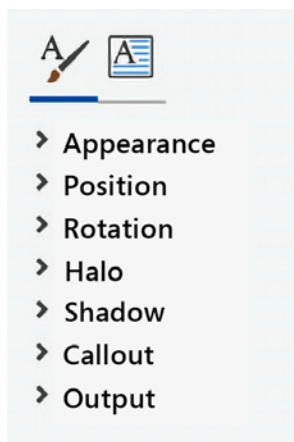 Appearance
Position
Rotation
Halo
Shadow
Callout
Output